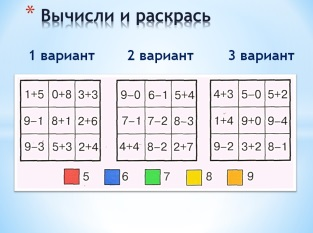 * Вычисли и раскрась
1 вариант 2 вариант 3 вариант
1+5 0+8 3+3 9−0 6−1 5+4 4+3 5−0 5+2
9−1 8+1 2+6 7−1 7−2 8−3 1+4 9+0 9−4
9−3 5+3 2+4 4+4 8−2 2+7 9−2 3+2 8−1
5 6 7 8 9